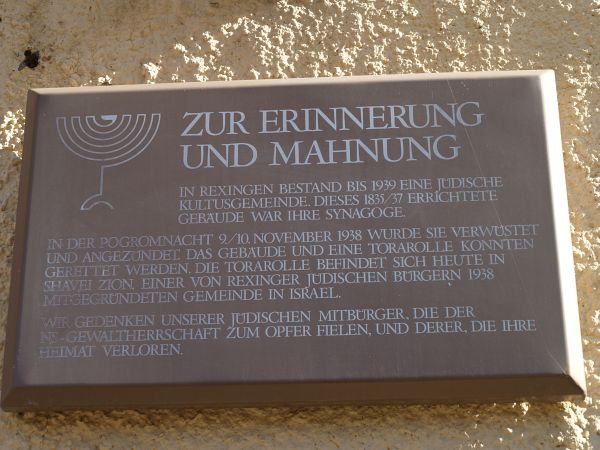 ZUR ERINNERUNG
UND MAHNUNG
IN REXINGEN BESTAND BIS 1939 EINE JÜDISCHE
KULTUSGEMEINDE. DIESES 1835/37 ERRICHTETE
GEBÄUDE WAR IHRE SYNAGOGE.
IN DER POGROMNACHT 9./10. NOVEMBER 1938 WURDE SIE VERWÜSTET
UND ANGEZÜNDET. DAS GEBÄUDE UND EINE TORAROLLE KONNTEN
GERETTET WERDEN. DIE TORAROLLE BEFINDET SICH HEUTE IN
SHAVEI ZION, EINER VON REXINGER JÜDISCHEN BÜRGERN 1938
MITGEGRÜNDETEN GEMEINDE IN ISRAEL.
WIR GEDENKEN UNSERER JÜDISCHEN MITBÜRGER, DIE DER
NS-GEWALTHERRSCHAFT ZUM OPFER FIELEN, UND DERER, DIE IHRE
HEIMAT VERLOREN.